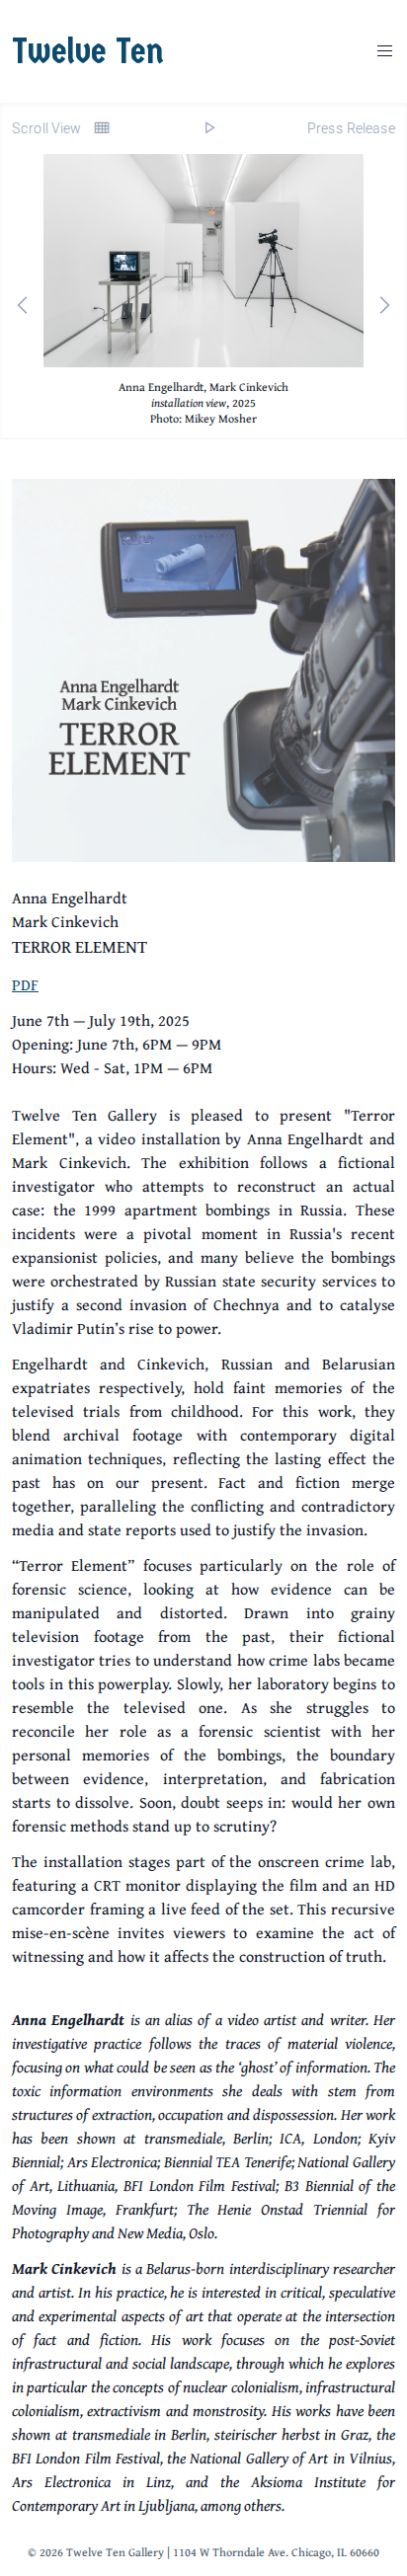 Twelve Ten
Scroll View
Press Release
Anna Engelhardt, Mark Cinkevich
installation view, 2025
Photo: Mikey Mosher
Anna Engelhardt
Mark Cinkevich
TERROR
ELEMENT
Anna Engelhardt
Mark Cinkevich
TERROR ELEMENT
PDF
June 7th — July 19th, 2025
Opening: June 7th, 6PM — 9PM
Hours: Wed - Sat, 1PM — 6PM
Twelve Ten Gallery is pleased to present "Terror
Element", a video installation by Anna Engelhardt and
Mark Cinkevich. The exhibition follows a fictional
investigator who attempts to reconstruct an actual
case: the 1999 apartment bombings in Russia. These
incidents were a pivotal moment in Russia's recent
expansionist policies, and many believe the bombings
were orchestrated by Russian state security services to
justify a second invasion of Chechnya and to catalyse
Vladimir Putin’s rise to power.
Engelhardt and Cinkevich, Russian and Belarusian
expatriates respectively, hold faint memories of the
televised trials from childhood. For this work, they
blend archival footage with contemporary digital
animation techniques, reflecting the lasting effect the
past has on our present. Fact and fiction merge
together, paralleling the conflicting and contradictory
media and state reports used to justify the invasion.
“Terror Element” focuses particularly on the role of
forensic science, looking at how evidence can be
manipulated and distorted. Drawn into grainy
television footage from the past, their fictional
investigator tries to understand how crime labs became
tools in this powerplay. Slowly, her laboratory begins to
resemble the televised one. As she struggles to
reconcile her role as a forensic scientist with her
personal memories of the bombings, the boundary
between evidence, interpretation, and fabrication
starts to dissolve. Soon, doubt seeps in: would her own
forensic methods stand up to scrutiny?
The installation stages part of the onscreen crime lab,
featuring a CRT monitor displaying the film and an HD
camcorder framing a live feed of the set. This recursive
mise-en-scène invites viewers to examine the act of
witnessing and how it affects the construction of truth.
Anna Engelhardt is an alias of a video artist and writer. Her
investigative practice follows the traces of material violence,
focusing on what could be seen as the ‘ghost’ of information. The
toxic information environments she deals with stem from
structures of extraction, occupation and dispossession. Her work
has been shown at transmediale, Berlin; ICA, London; Kyiv
Biennial; Ars Electronica; Biennial TEA Tenerife; National Gallery
of Art, Lithuania, BFI London Film Festival; B3 Biennial of the
Moving Image, Frankfurt; The Henie Onstad Triennial for
Photography and New Media, Oslo.
Mark Cinkevich is a Belarus-born interdisciplinary researcher
and artist. In his practice, he is interested in critical, speculative
and experimental aspects of art that operate at the intersection
of fact and fiction. His work focuses on the post-Soviet
infrastructural and social landscape, through which he explores
in particular the concepts of nuclear colonialism, infrastructural
colonialism, extractivism and monstrosity. His works have been
shown at transmediale in Berlin, steirischer herbst in Graz, the
BFI London Film Festival, the National Gallery of Art in Vilnius,
Ars Electronica in Linz, and the Aksioma Institute for
Contemporary Art in Ljubljana, among others.
© 2026 Twelve Ten Gallery | 1104 W Thorndale Ave. Chicago, IL 60660